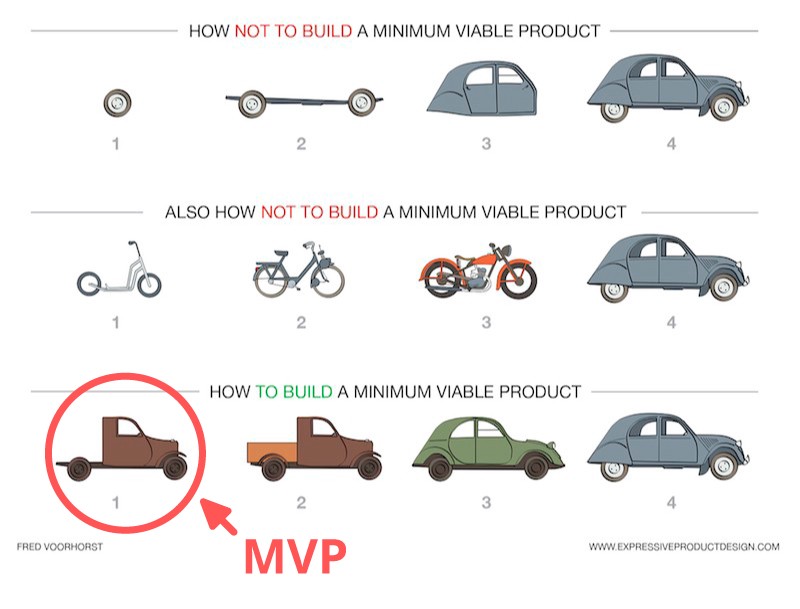 HOW NOT TO BUILD A MINIMUM VIABLE PRODUCT
1 2 3 4
ALSO HOW NOT TO BUILD A MINIMUM VIABLE PRODUCT
1 2 3 4
HOW TO BUILD A MINIMUM VIABLE PRODUCT
1 2 3 4
FRED VOORHORST
MVP
WWW.EXPRESSIVEPRODUCTDESIGN.COM